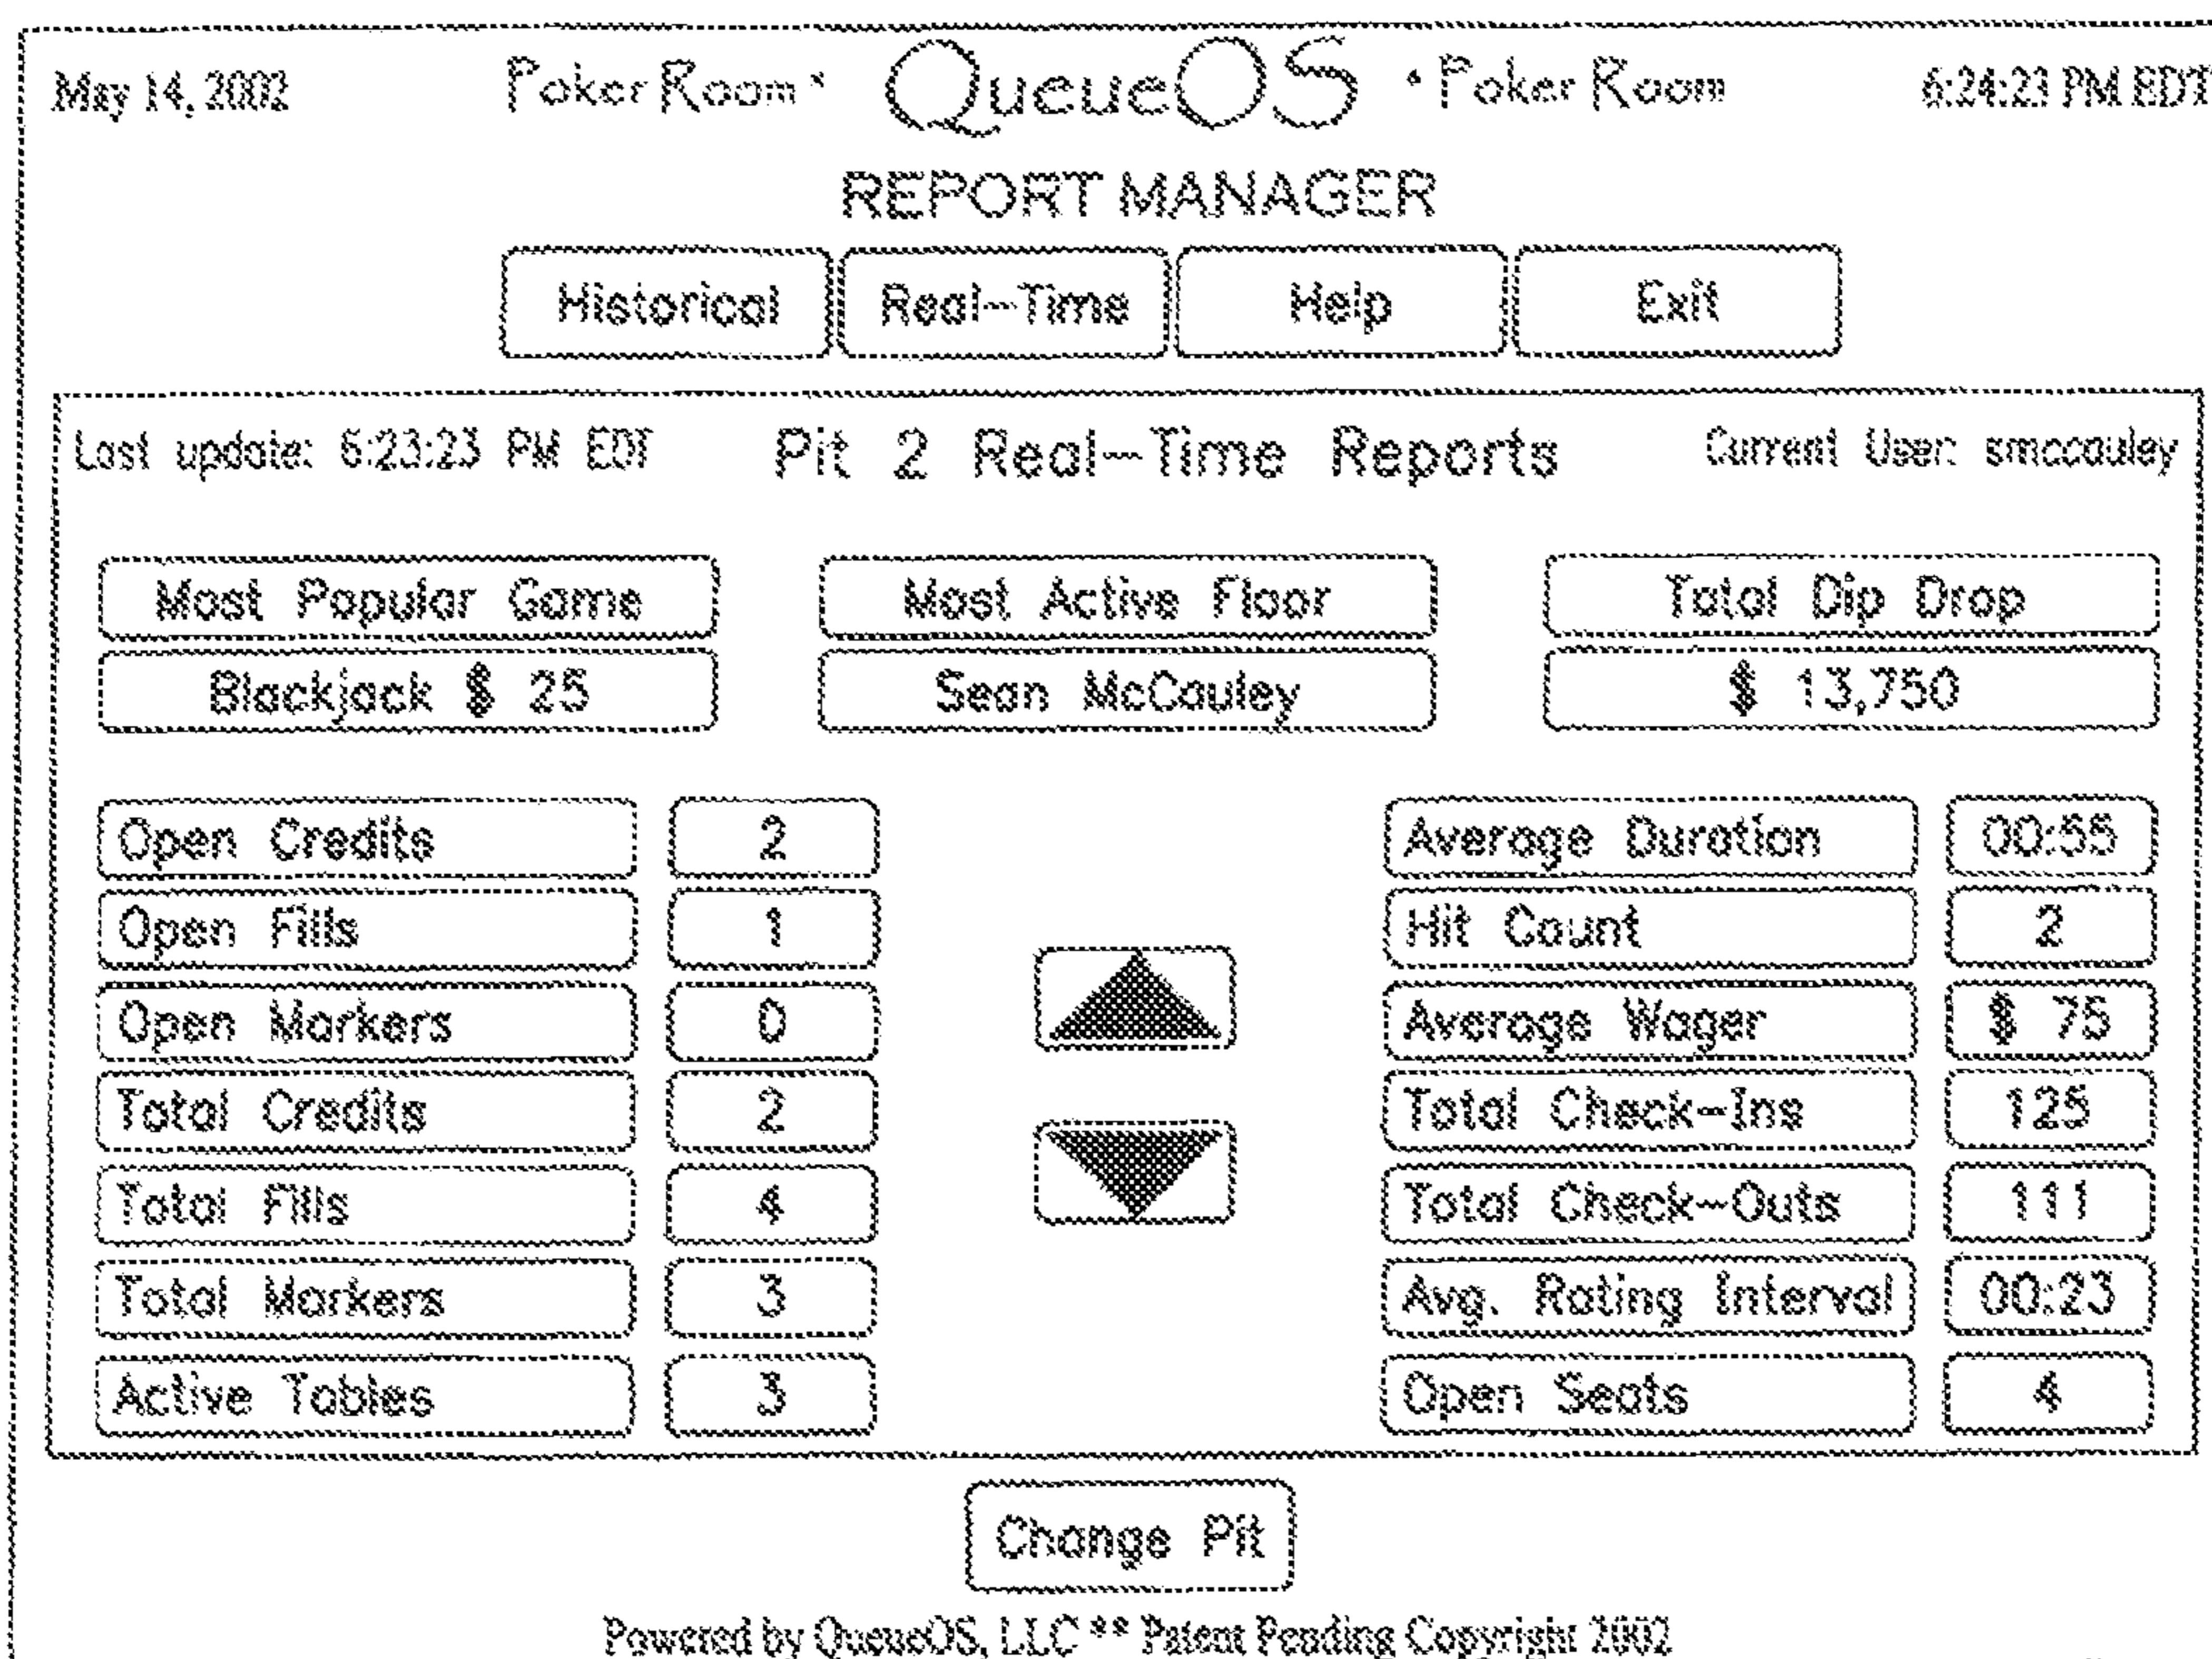 May 14, 2002 Poker Room * QueueOS * Poker Room 6:24:23 PM EDT
REPORT MANAGER
Historical Real-Time Help Exit
Last update: 6:23:23 PM EDT Pit 2 Real-Time Reports Current User: smccauley
Most Popular Game Most Active Floor Total Dip Drop
Blackjack $ 25 Sean McCauley $ 13,750
Open Credits 2 Average Duration 00:55
Open Fills 1 Hit Count 2
Open Markers 0 Average Wager $ 75
Total Credits 2 Total Check-Ins 125
Total Fills 4 Total Check-Outs 111
Total Markers 3 Avg. Rating Interval 00:23
Active Tables 3 Open Seats 4
Change Pit
Powered by QueueOS, LLC ** Patent Pending Copyright 2002